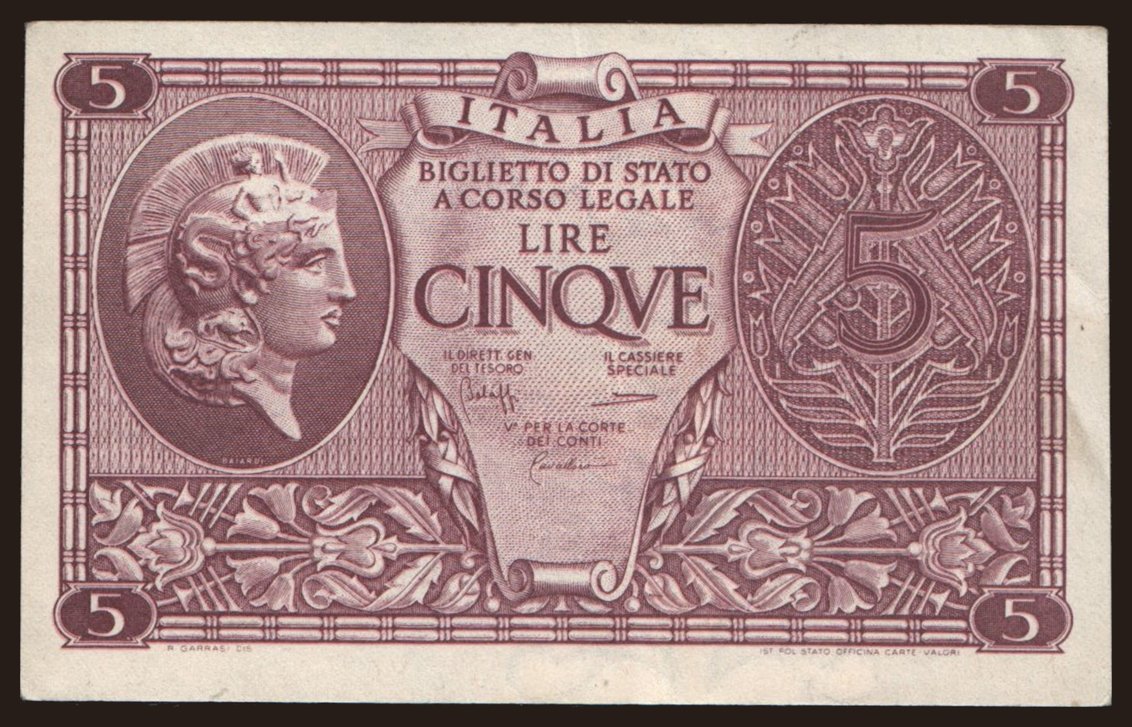 5
5
ITALIA
BIGLIETTO DI STATO
A CORSO LEGALE
LIRE
CINQVE
5
IL DIRETT. GEN
DEL TESORO
IL CASSIERE
SPECIALE
Vº PER LA CORTE
DEI CONTI
Cavallaro
BAIARDI
5
5
R. GARRASI DIS.
IST. POL. STATO OFFICINA CARTE-VALORI